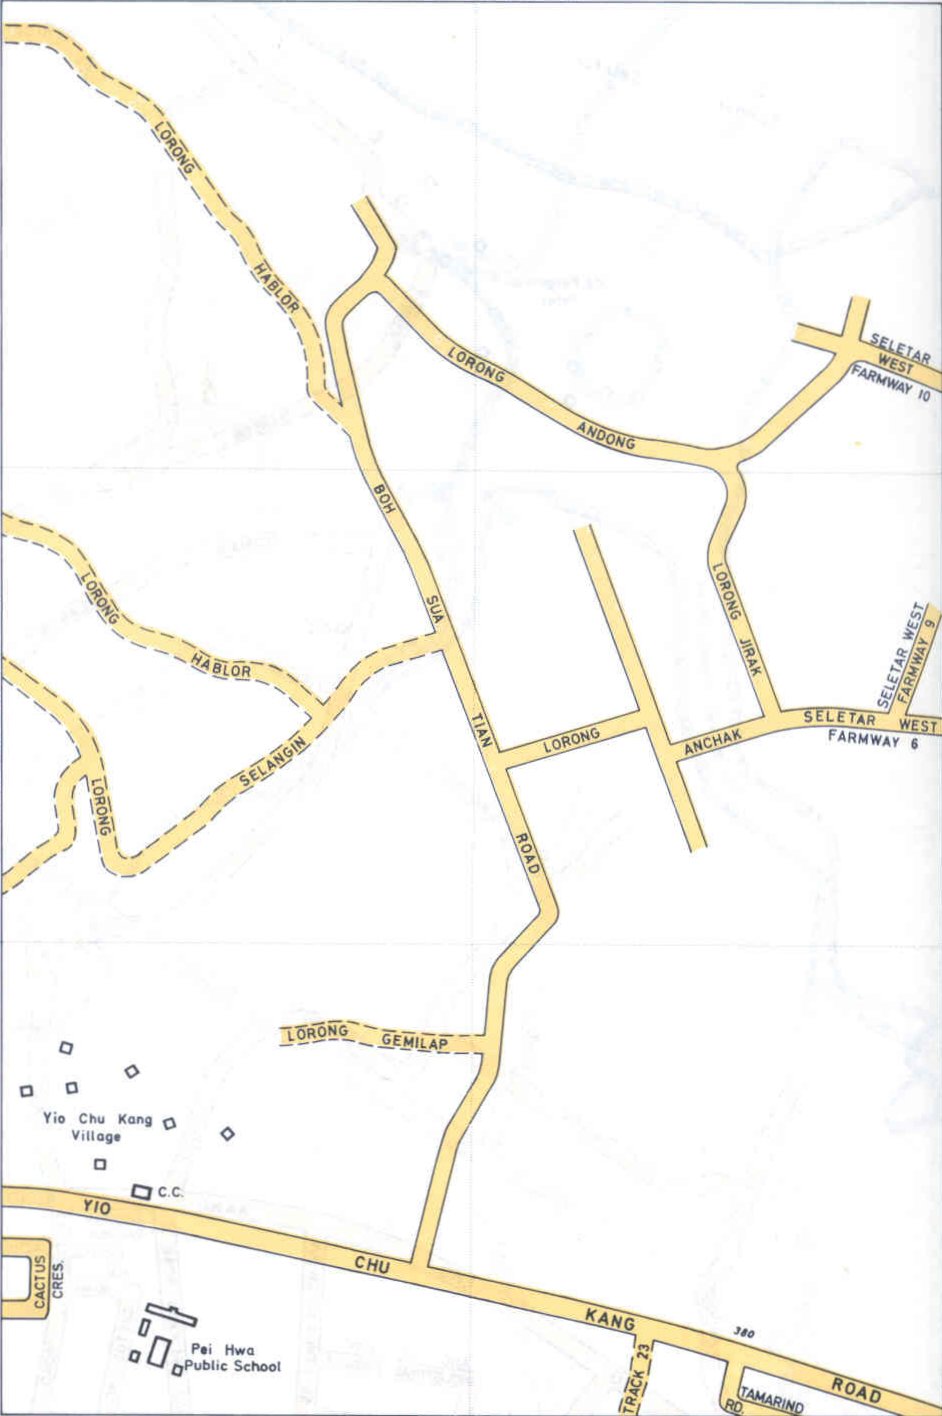 LORONG
HABLOR
LORONG
ANDONG
SELETAR
WEST
FARMWAY 10
BOH
SUA
TIAN
ROAD
LORONG
HABLOR
LORONG
SELANGIN
LORONG JIRAK
LORONG
ANCHAK
SELETAR WEST
FARMWAY 9
SELETAR WEST
FARMWAY 6
LORONG GEMILAP
Yio Chu Kang
Village
C.C.
YIO
CHU
KANG
ROAD
380
CACTUS
CRES.
Pei Hwa
Public School
TRACK 23
TAMARIND
RD.